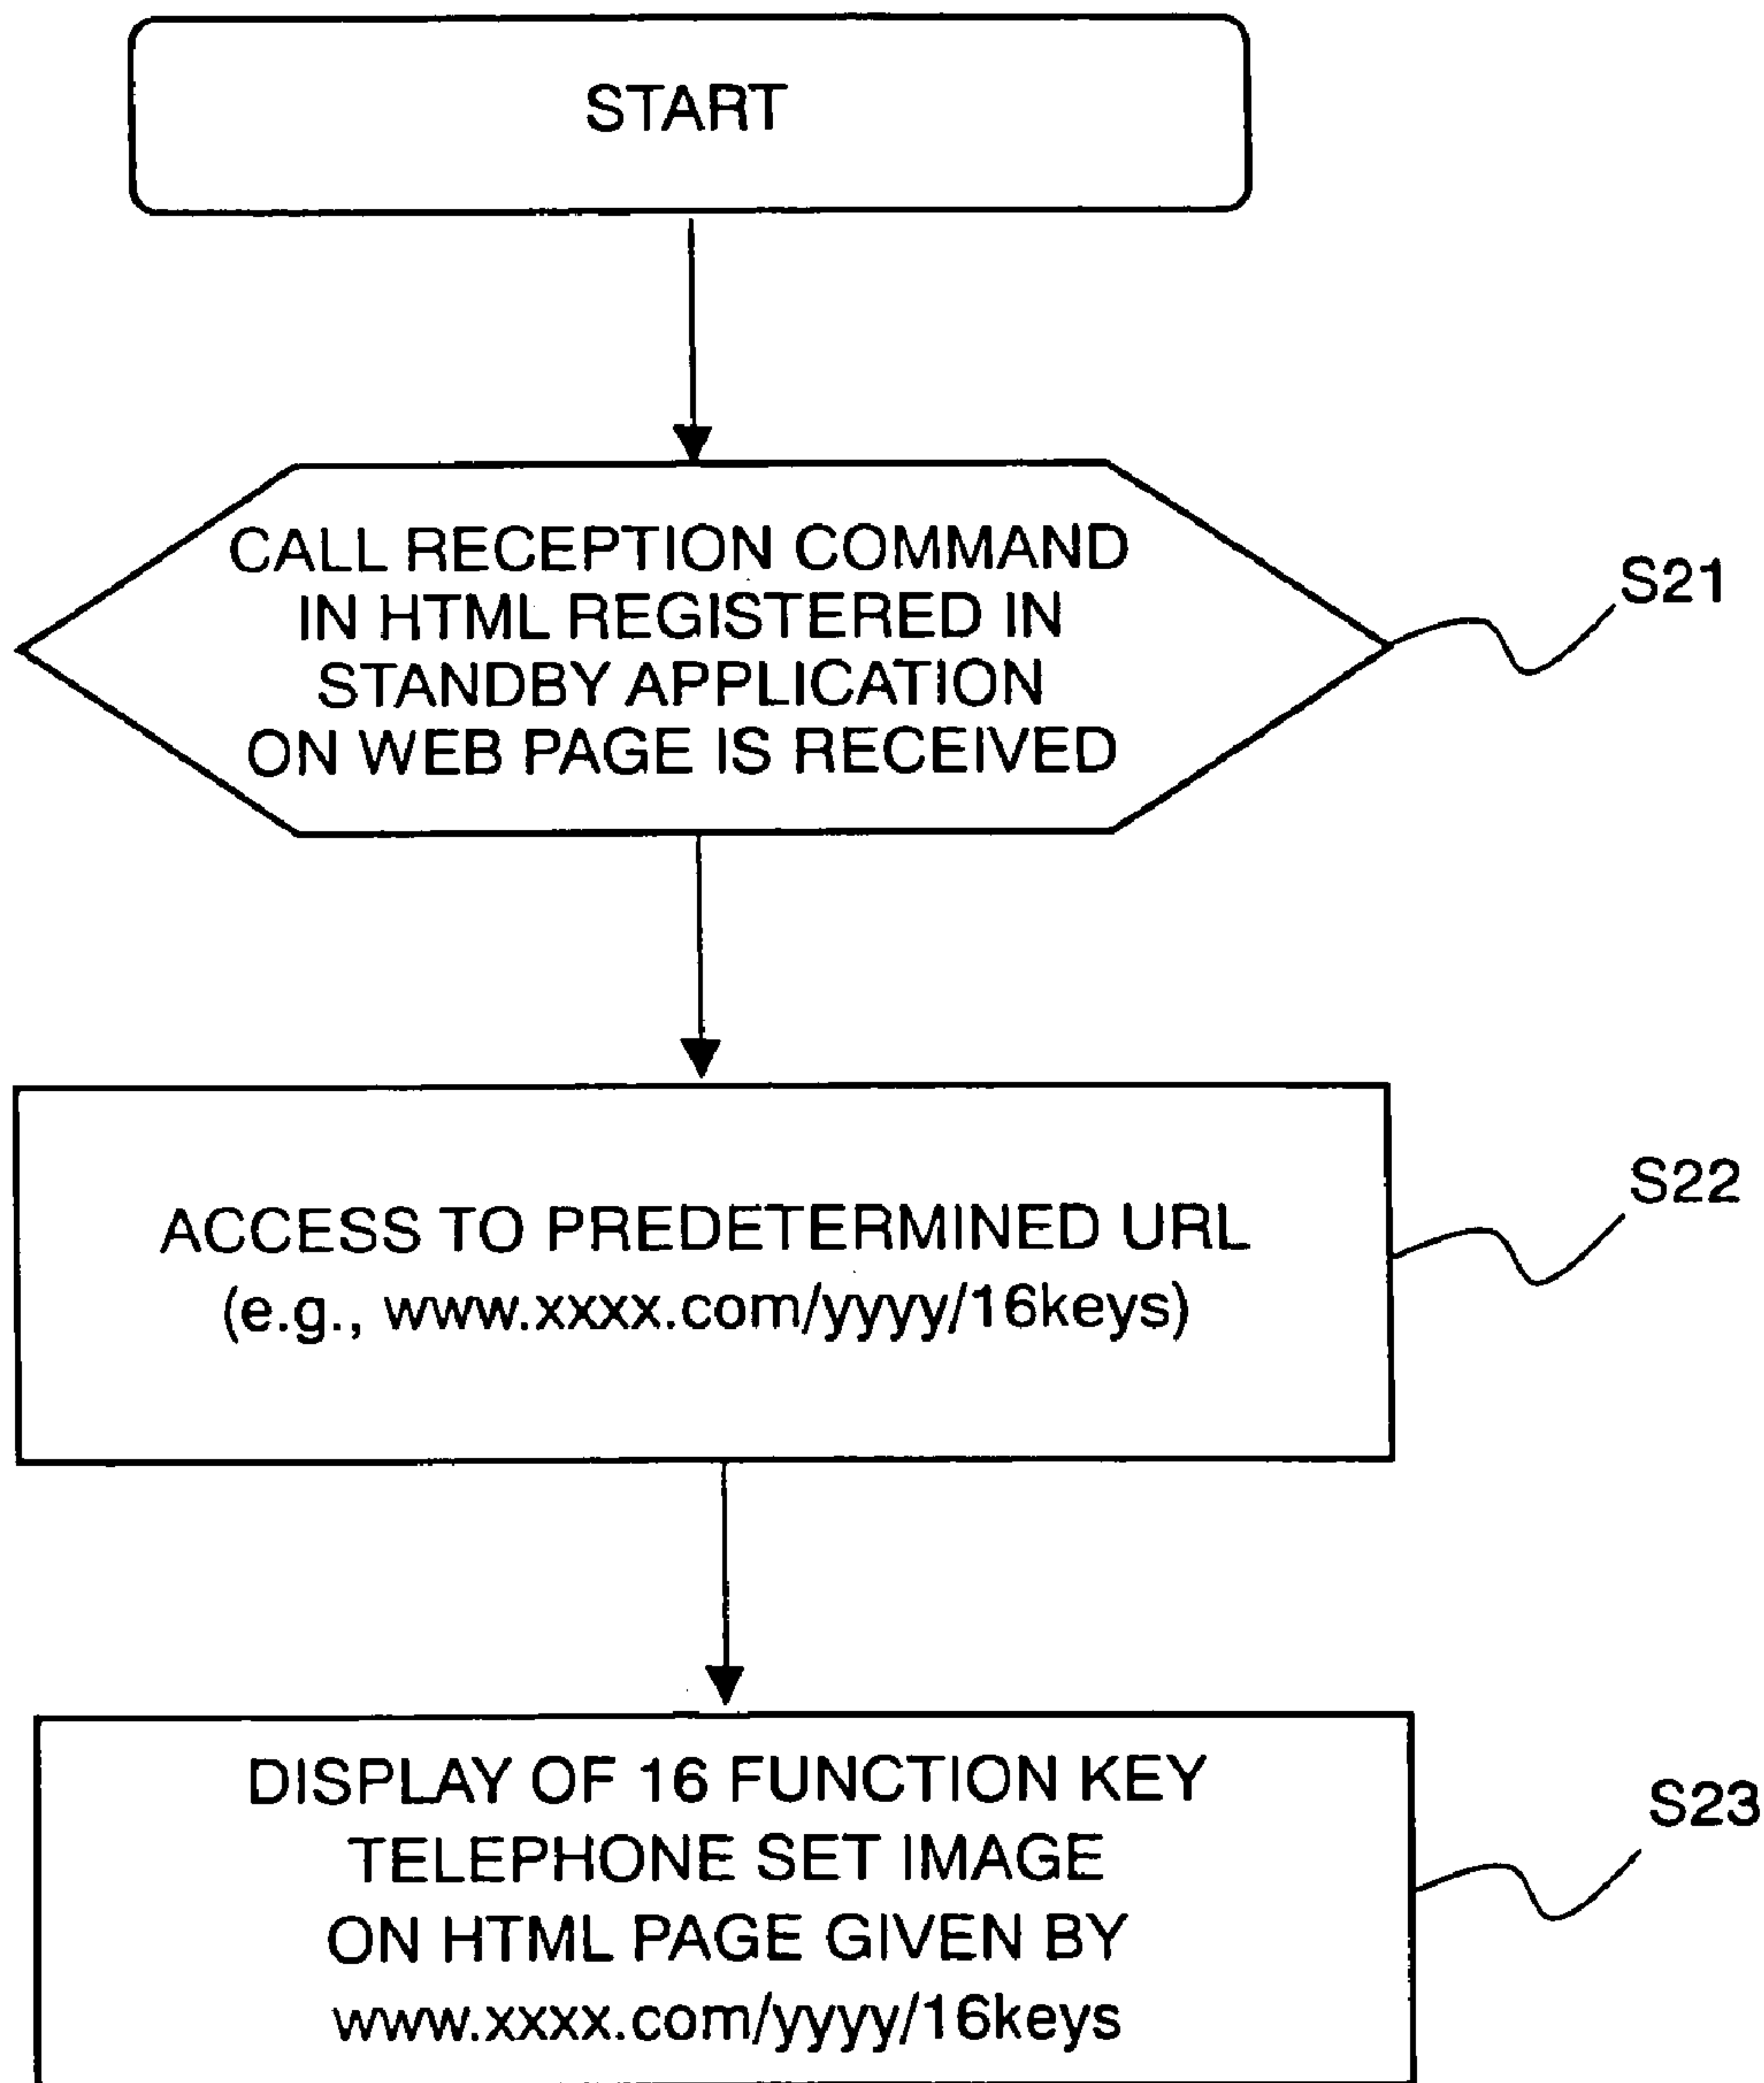 START
CALL RECEPTION COMMAND
IN HTML REGISTERED IN
STANDBY APPLICATION
ON WEB PAGE IS RECEIVED
S21
ACCESS TO PREDETERMINED URL
(e.g., www.xxxx.com/yyyy/16keys)
S22
DISPLAY OF 16 FUNCTION KEY
TELEPHONE SET IMAGE
ON HTML PAGE GIVEN BY
www.xxxx.com/yyyy/16keys
S23